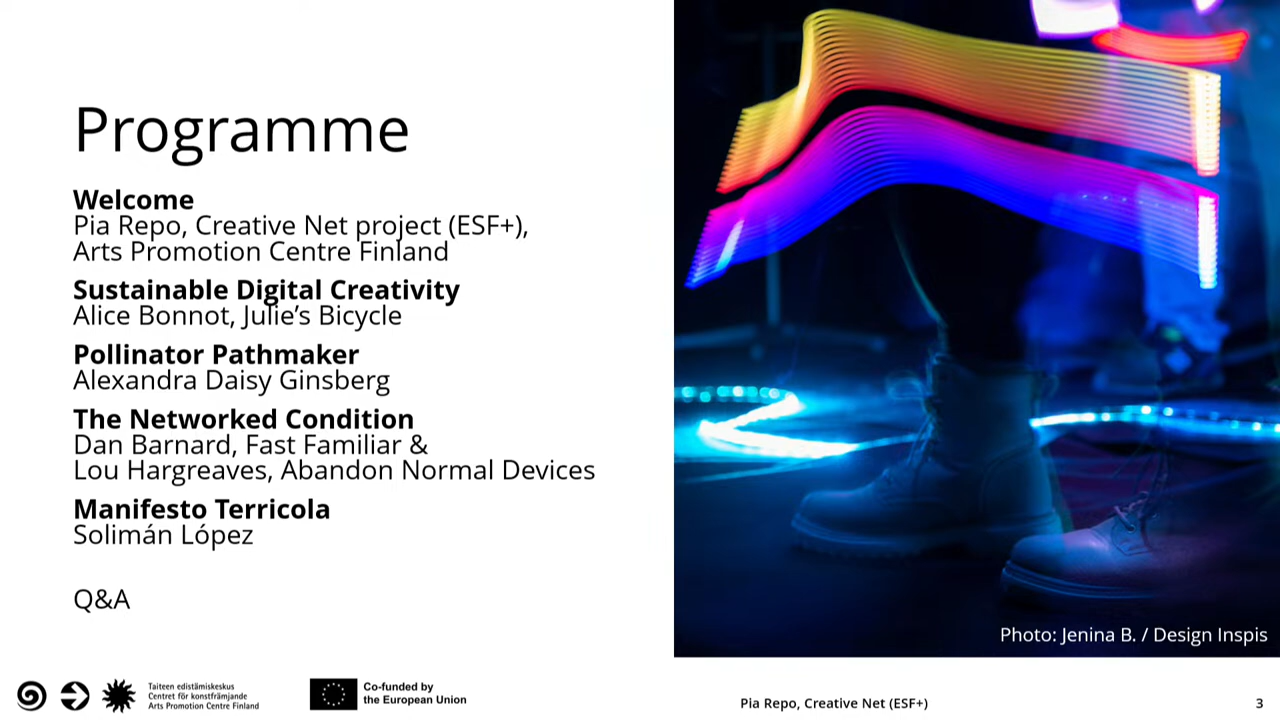 Programme
Welcome
Pia Repo, Creative Net project (ESF+),
Arts Promotion Centre Finland
Sustainable Digital Creativity
Alice Bonnot, Julie’s Bicycle
Pollinator Pathmaker
Alexandra Daisy Ginsberg
The Networked Condition
Dan Barnard, Fast Familiar &
Lou Hargreaves, Abandon Normal Devices
Manifesto Terricola
Solimán López
Q&A
Photo: Jenina B. / Design Inspis
Taiteen edistämiskeskus
Centret för konstfrämjande
Arts Promotion Centre Finland
Co-funded by
the European Union
Pia Repo, Creative Net (ESF+)
3